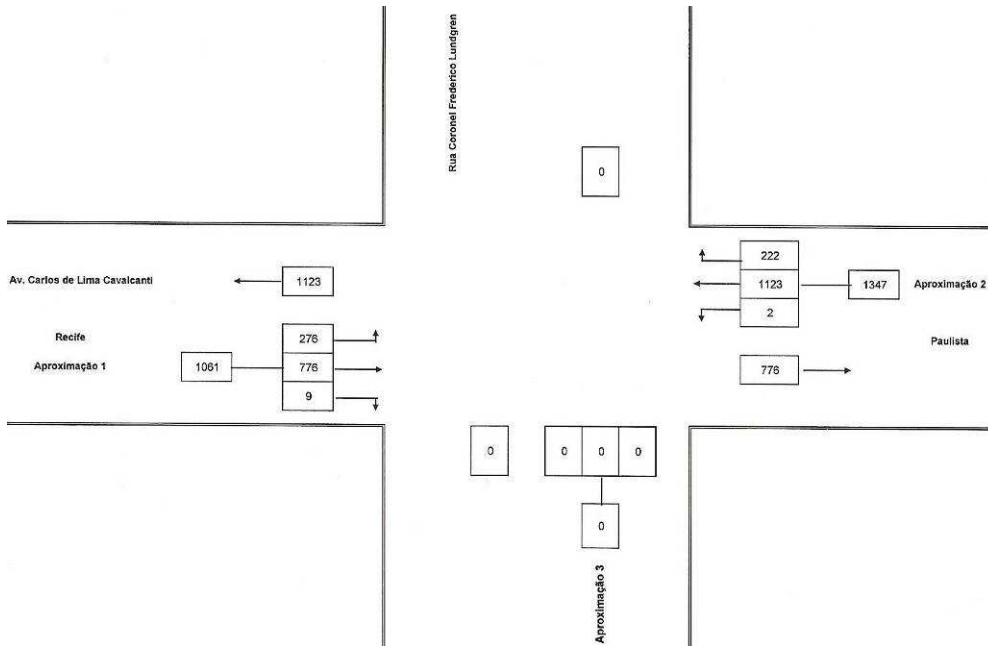 Rua Coronel Frederico Lundgren
0
222
Av. Carlos de Lima Cavalcanti
1123
1123
1347
Aproximação 2
2
Recife
276
Paulista
Aproximação 1
1061
776
776
9
0
0 0 0
0
Aproximação 3